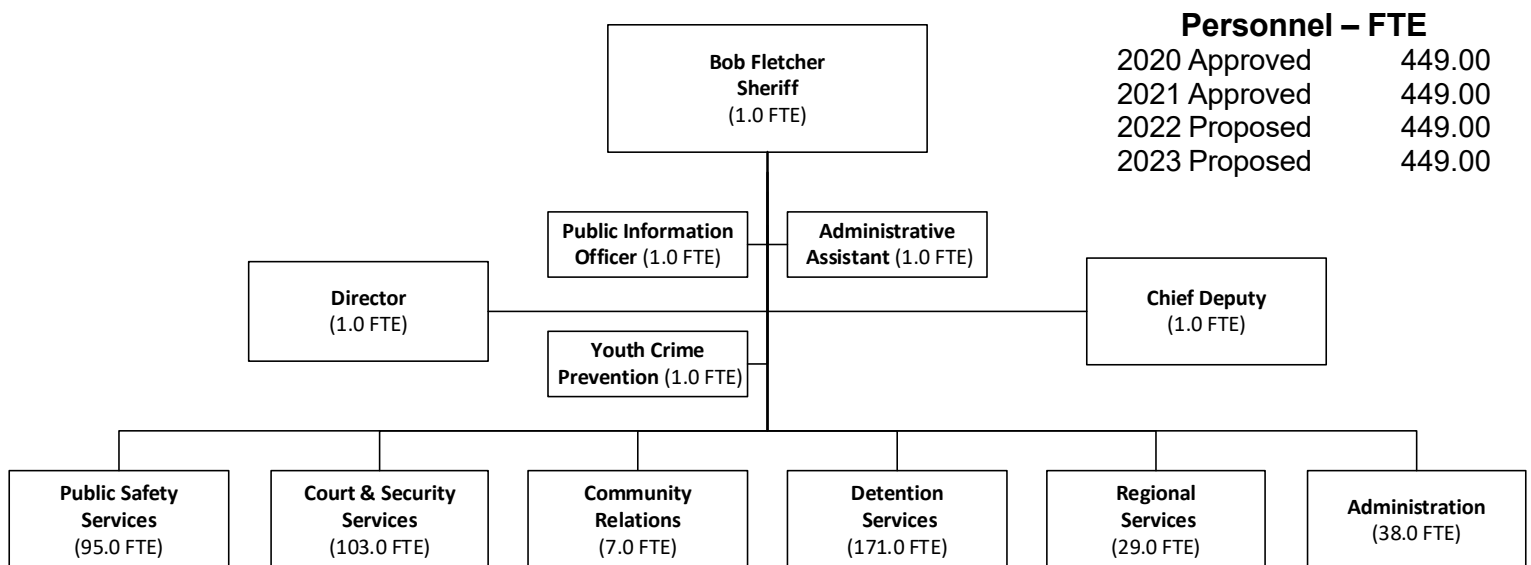 Personnel – FTE
2020 Approved 449.00
2021 Approved 449.00
2022 Proposed 449.00
2023 Proposed 449.00
Bob Fletcher
Sheriff
(1.0 FTE)
Public Information
Officer (1.0 FTE)
Administrative
Assistant (1.0 FTE)
Director
(1.0 FTE)
Chief Deputy
(1.0 FTE)
Youth Crime
Prevention (1.0 FTE)
Public Safety
Services
(95.0 FTE)
Court & Security
Services
(103.0 FTE)
Community
Relations
(7.0 FTE)
Detention
Services
(171.0 FTE)
Regional
Services
(29.0 FTE)
Administration
(38.0 FTE)